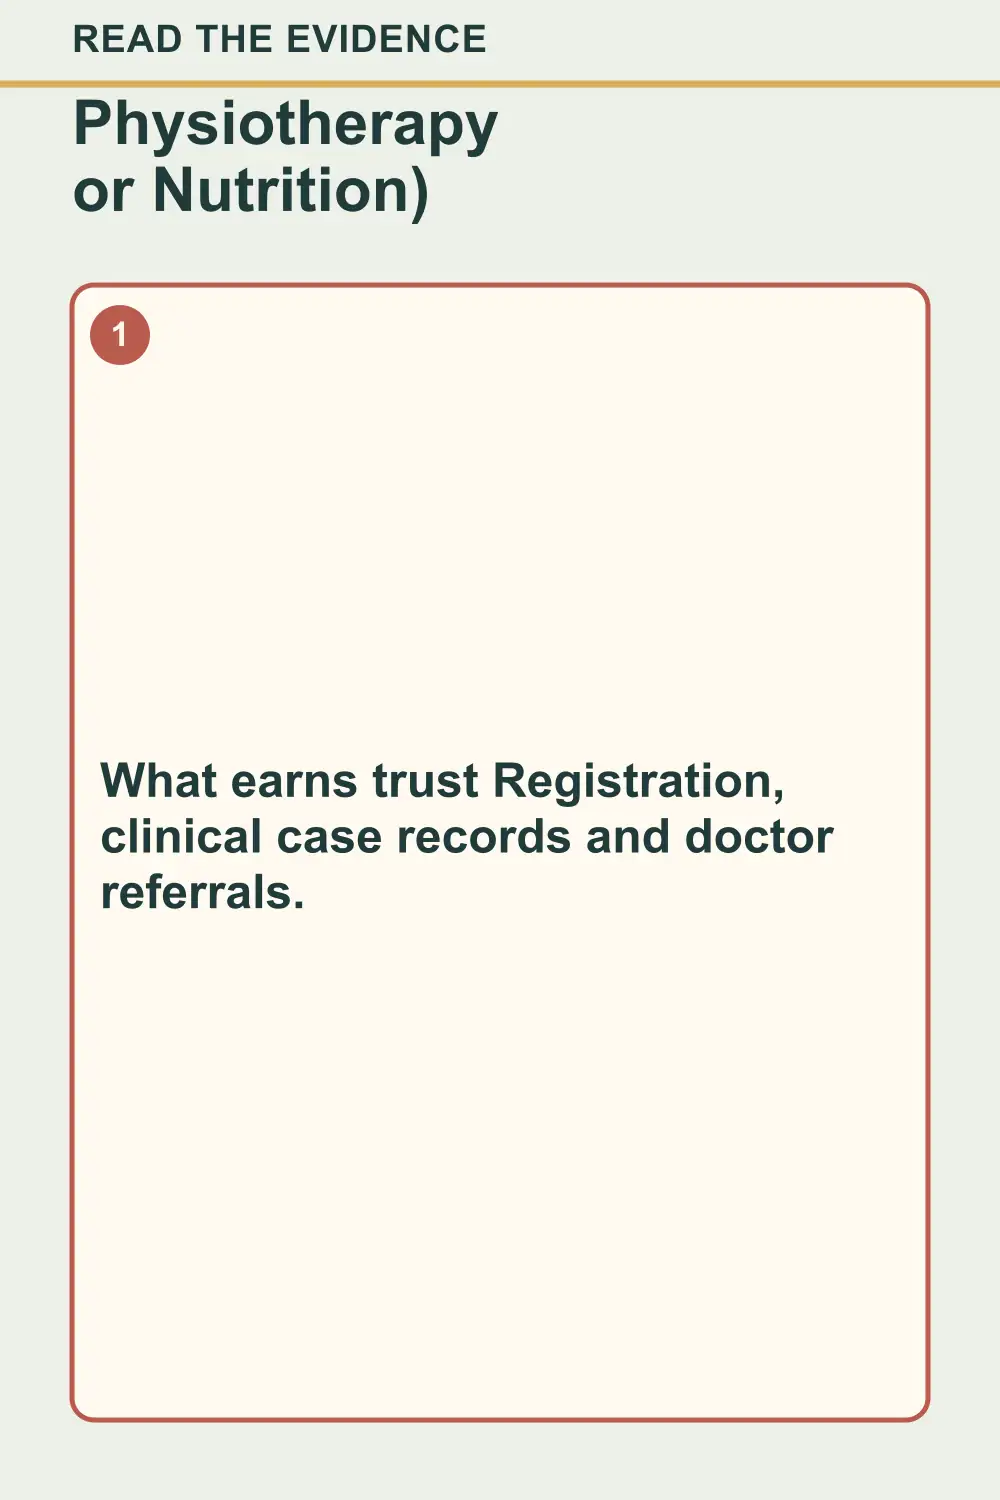 READ THE EVIDENCE
Physiotherapy
or Nutrition)
1
What earns trust Registration,
clinical case records and doctor
referrals.